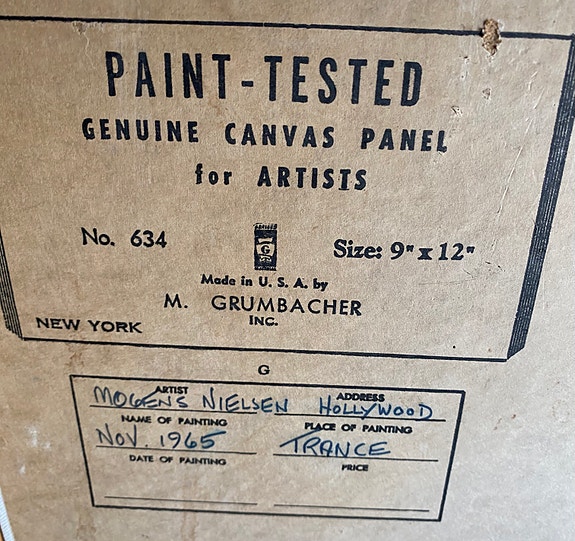 PAINT-TESTED
GENUINE CANVAS PANEL
for ARTISTS
No. 634
G
Size: 9" x 12"
Made in U. S. A. by
M. GRUMBACHER
INC.
NEW YORK
G
MOGENS NIELSEN HOLLYWOOD
ARTIST ADDRESS
NOV. 1965 TRANCE
NAME OF PAINTING PLACE OF PAINTING
DATE OF PAINTING PRICE